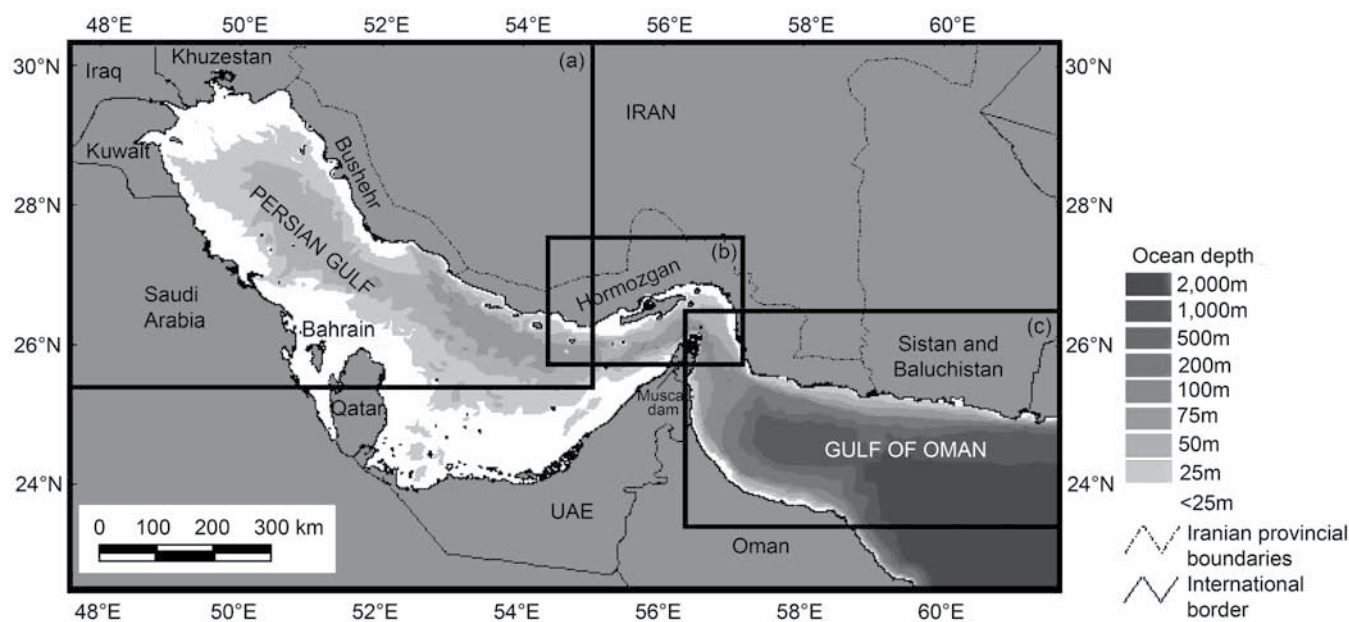 48°E 50°E 52°E 54°E 56°E 58°E 60°E
30°N
30°N
Khuzestan
Iraq
(a)
IRAN
Kuwait
Bushehr
28°N
28°N
PERSIAN GULF
(b)
Hormozgan
Saudi
Arabia
Bahrain
(c)
26°N
26°N
Sistan and
Baluchistan
Qatar
Musca
dam
GULF OF OMAN
24°N
24°N
UAE
Oman
0 100 200 300 km
48°E 50°E 52°E 54°E 56°E 58°E 60°E
Ocean depth
2,000m
1,000m
500m
200m
100m
75m
50m
25m
<25m
Iranian provincial
boundaries
International
border